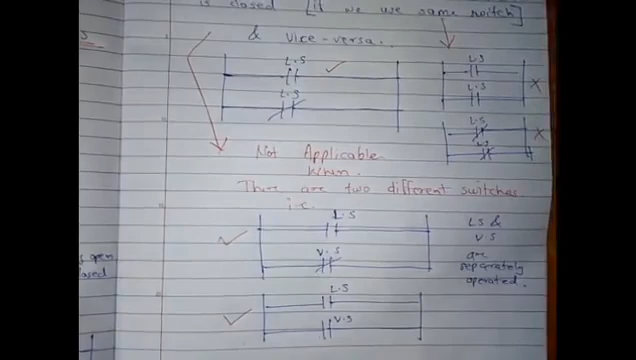 is closed [if we use same switch]
& vice-versa.
L.S
L.S
L.S
L.S
L.S
Not Applicable
When
There are two different switches
i.e.
L.S
V.S
LS &
V.S
are
separately
operated.
L.S
V.S
s open